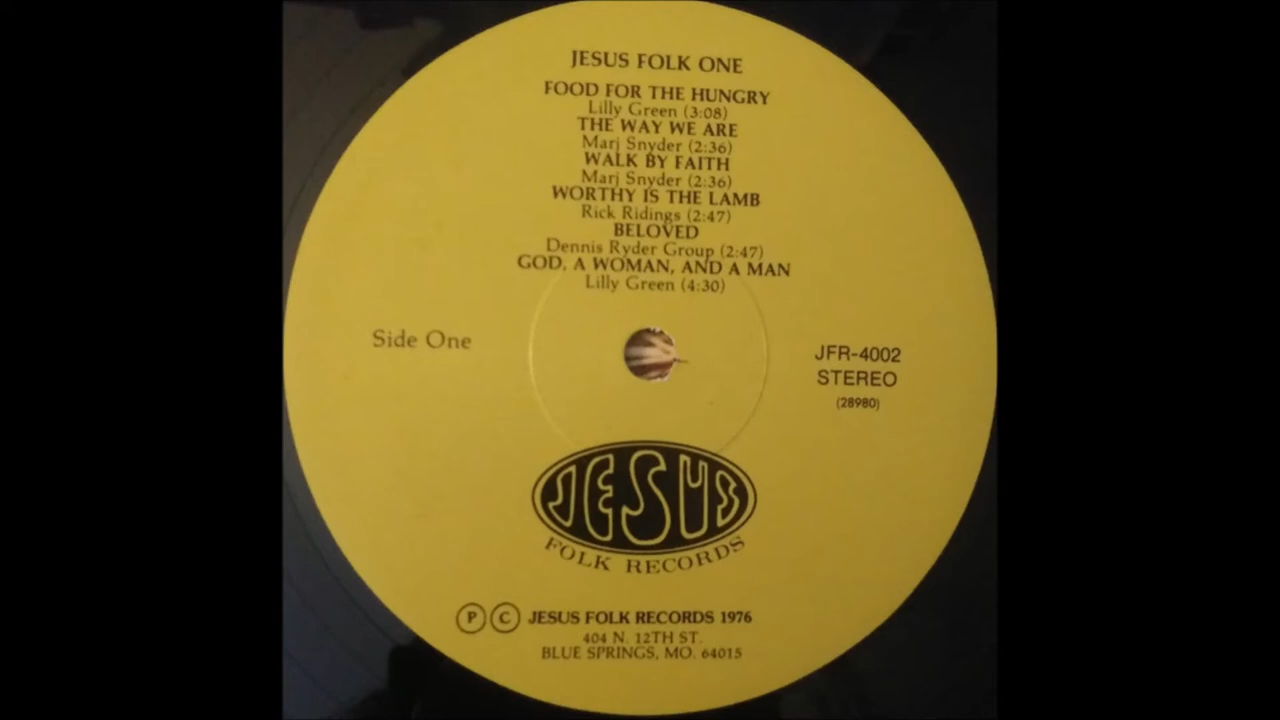 JESUS FOLK ONE
FOOD FOR THE HUNGRY
Lilly Green (3:08)
THE WAY WE ARE
Marj Snyder (2:36)
WALK BY FAITH
Marj Snyder (2:36)
WORTHY IS THE LAMB
Rick Ridings (2:47)
BELOVED
Dennis Ryder Group (2:47)
GOD, A WOMAN, AND A MAN
Lilly Green (4:30)
Side One
JFR-4002
STEREO
(28980)
JESUS
FOLK RECORDS
Ⓟ Ⓒ JESUS FOLK RECORDS 1976
404 N. 12TH ST.
BLUE SPRINGS, MO. 64015